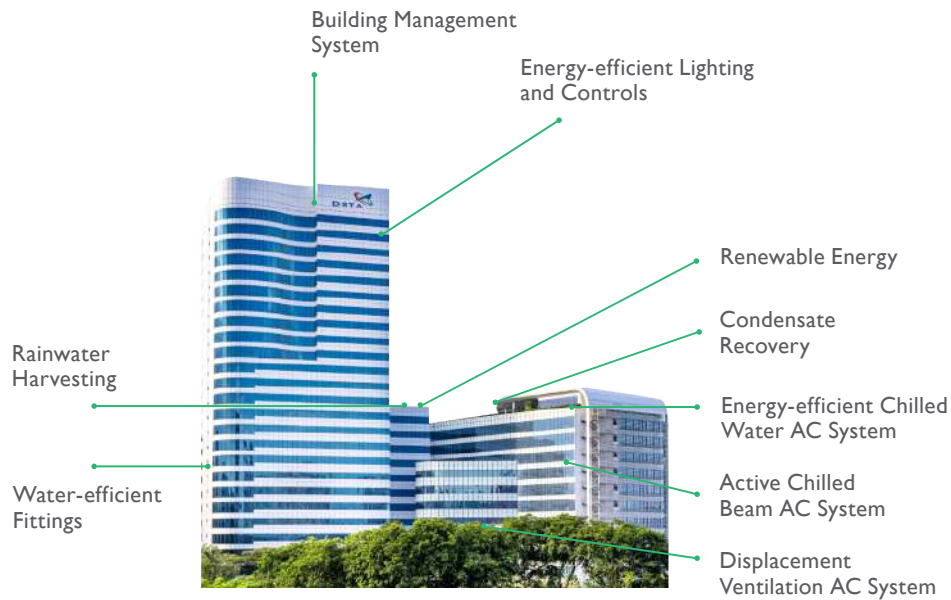 Building Management
System
Energy-efficient Lighting
and Controls
DSTA
Renewable Energy
Condensate
Recovery
Rainwater
Harvesting
Energy-efficient Chilled
Water AC System
Active Chilled
Beam AC System
Water-efficient
Fittings
Displacement
Ventilation AC System